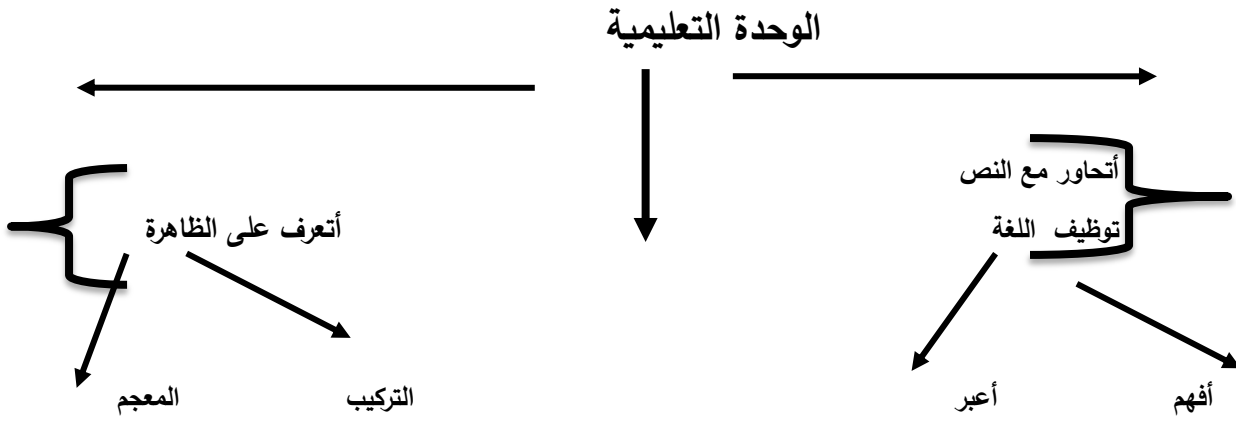 الوحدة التعليمية
أتحاور مع النص
توظيف اللغة
أتعرف على الظاهرة
أفهم
أعبر
التركيب
المعجم